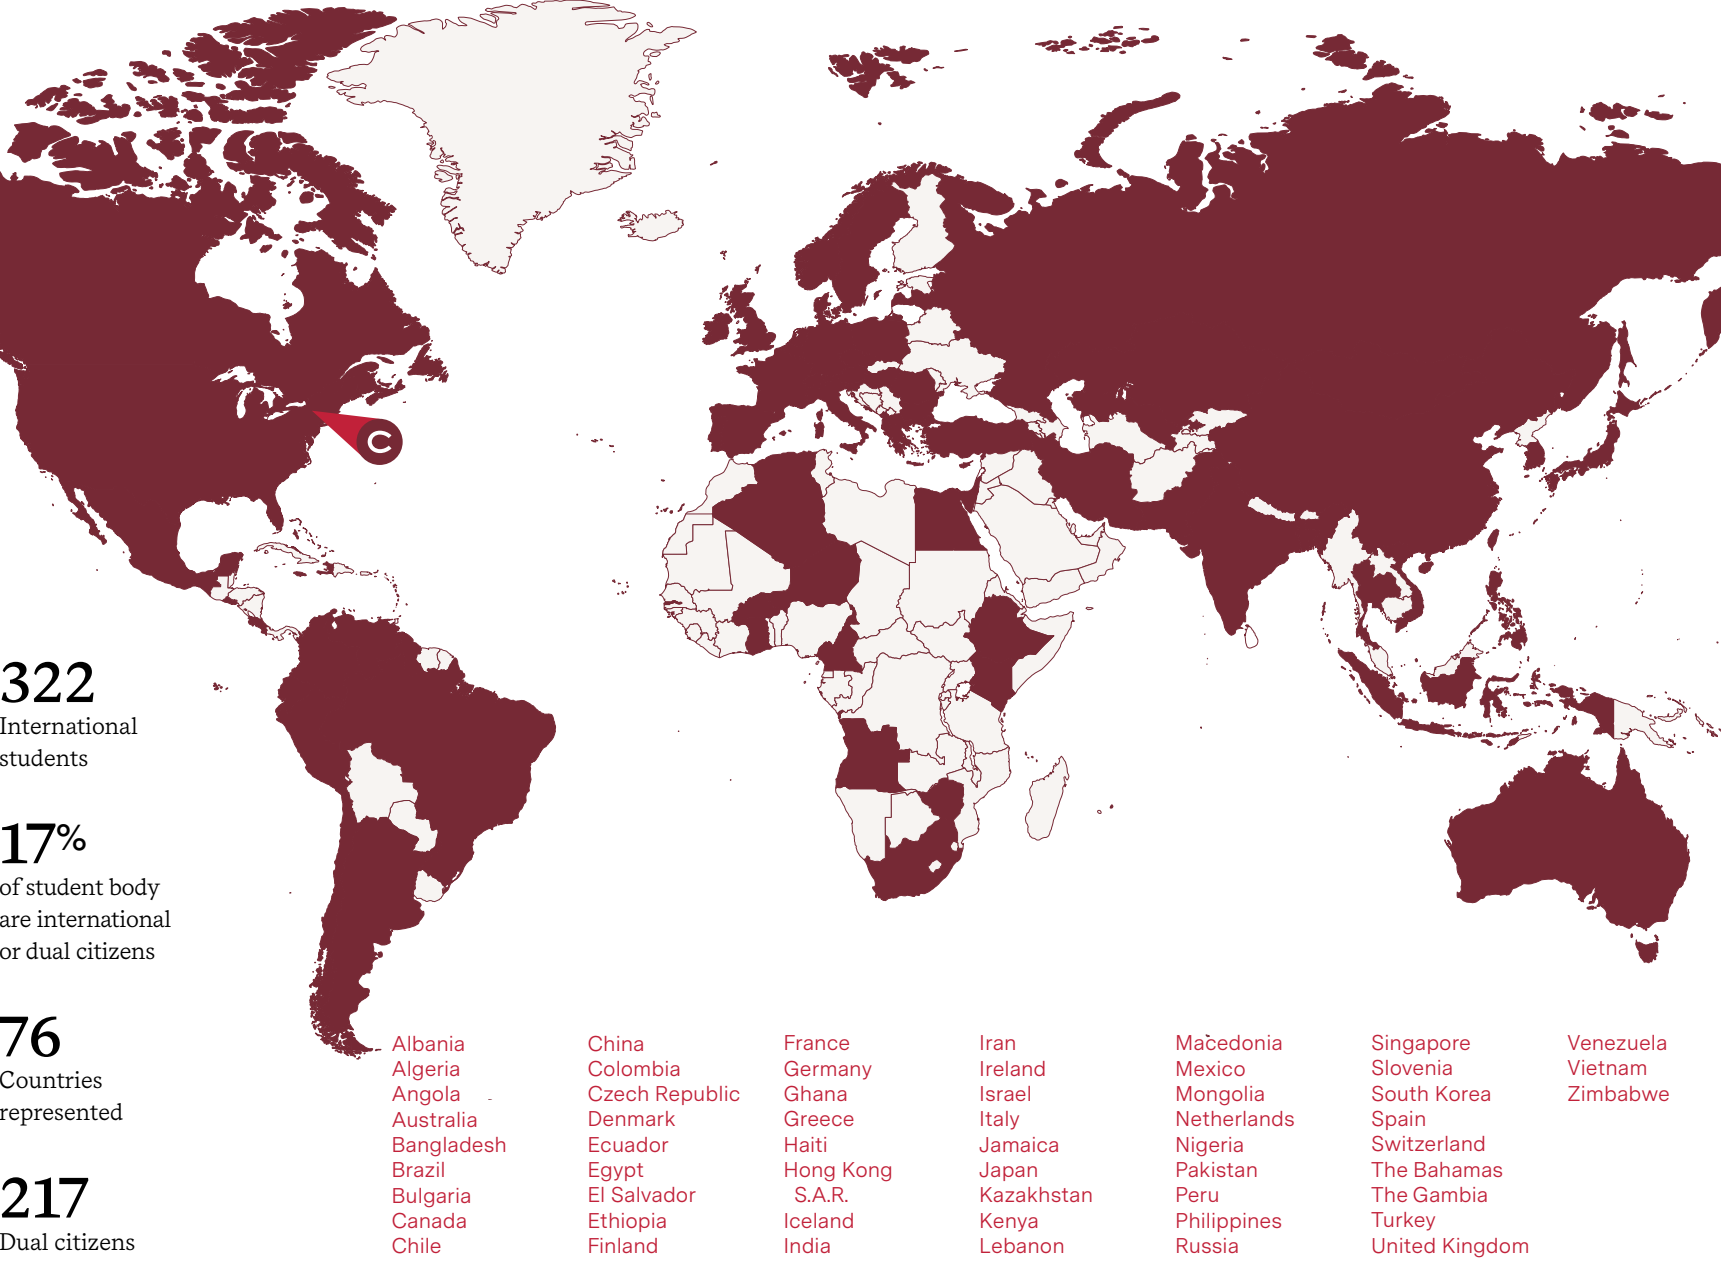 C
322
International
students
17%
of student body
are international
or dual citizens
76
Countries
represented
217
Dual citizens
Albania
Algeria
Angola
Australia
Bangladesh
Brazil
Bulgaria
Canada
Chile
China
Colombia
Czech Republic
Denmark
Ecuador
Egypt
El Salvador
Ethiopia
Finland
France
Germany
Ghana
Greece
Haiti
Hong Kong
S.A.R.
Iceland
India
Iran
Ireland
Israel
Italy
Jamaica
Japan
Kazakhstan
Kenya
Lebanon
Macedonia
Mexico
Mongolia
Netherlands
Nigeria
Pakistan
Peru
Philippines
Russia
Singapore
Slovenia
South Korea
Spain
Switzerland
The Bahamas
The Gambia
Turkey
United Kingdom
Venezuela
Vietnam
Zimbabwe